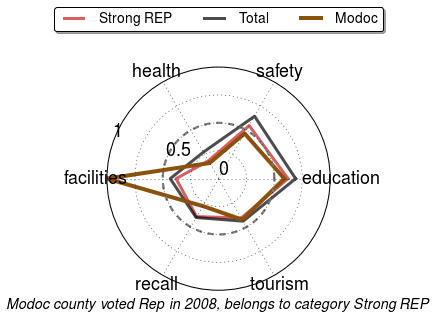 Strong REP Total Modoc
health safety
1
0.5
0
facilities education
recall tourism
Modoc county voted Rep in 2008, belongs to category Strong REP